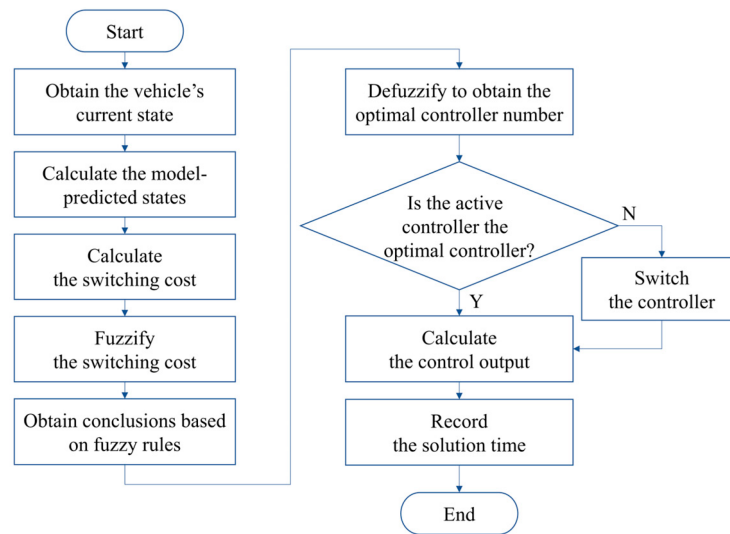 Start
Obtain the vehicle's
current state
Calculate the model-
predicted states
Calculate
the switching cost
Fuzzify
the switching cost
Obtain conclusions based
on fuzzy rules
Defuzzify to obtain the
optimal controller number
Is the active
controller the
optimal controller?
N
Switch
the controller
Y
Calculate
the control output
Record
the solution time
End